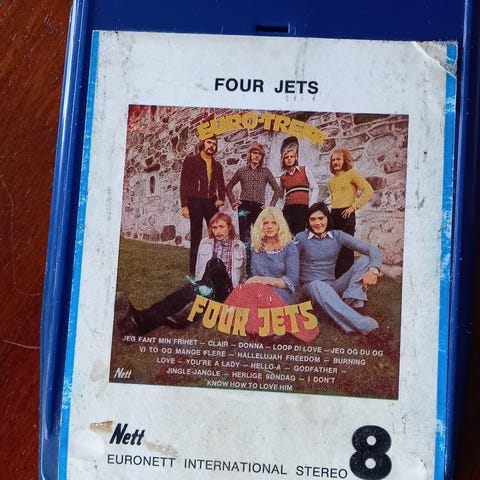 FOUR JETS
EURO-TREFF
FOUR JETS
JEG FANT MIN FRIHET – CLAIR – DONNA – LOOP DI LOVE – JEG OG DU OG
VI TO OG MANGE FLERE – HALLELUJAH FREEDOM – BURNING
LOVE – YOU'RE A LADY – HELLO-A – GODFATHER –
JINGLE-JANGLE – HERLIGE SØNDAG – I DON'T
KNOW HOW TO LOVE HIM
Nett
Nett
EURONETT INTERNATIONAL STEREO 8